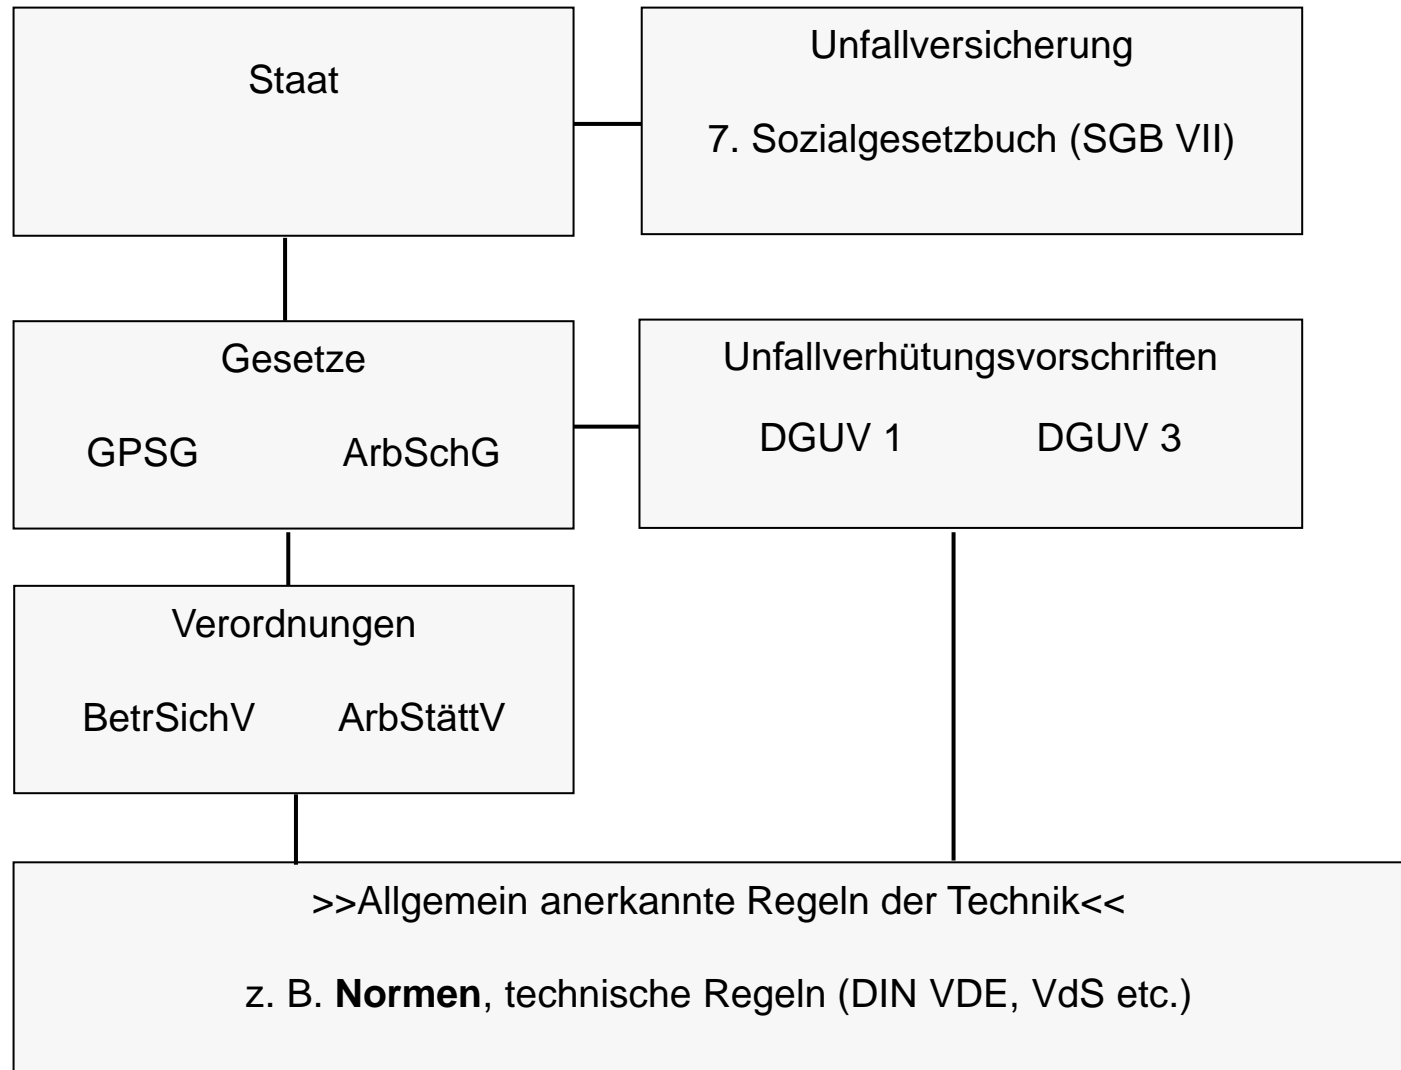 Staat
Unfallversicherung
7. Sozialgesetzbuch (SGB VII)
Gesetze
GPSG ArbSchG
Unfallverhütungsvorschriften
DGUV 1 DGUV 3
Verordnungen
BetrSichV ArbStättV
>>Allgemein anerkannte Regeln der Technik<<
z. B. Normen, technische Regeln (DIN VDE, VdS etc.)